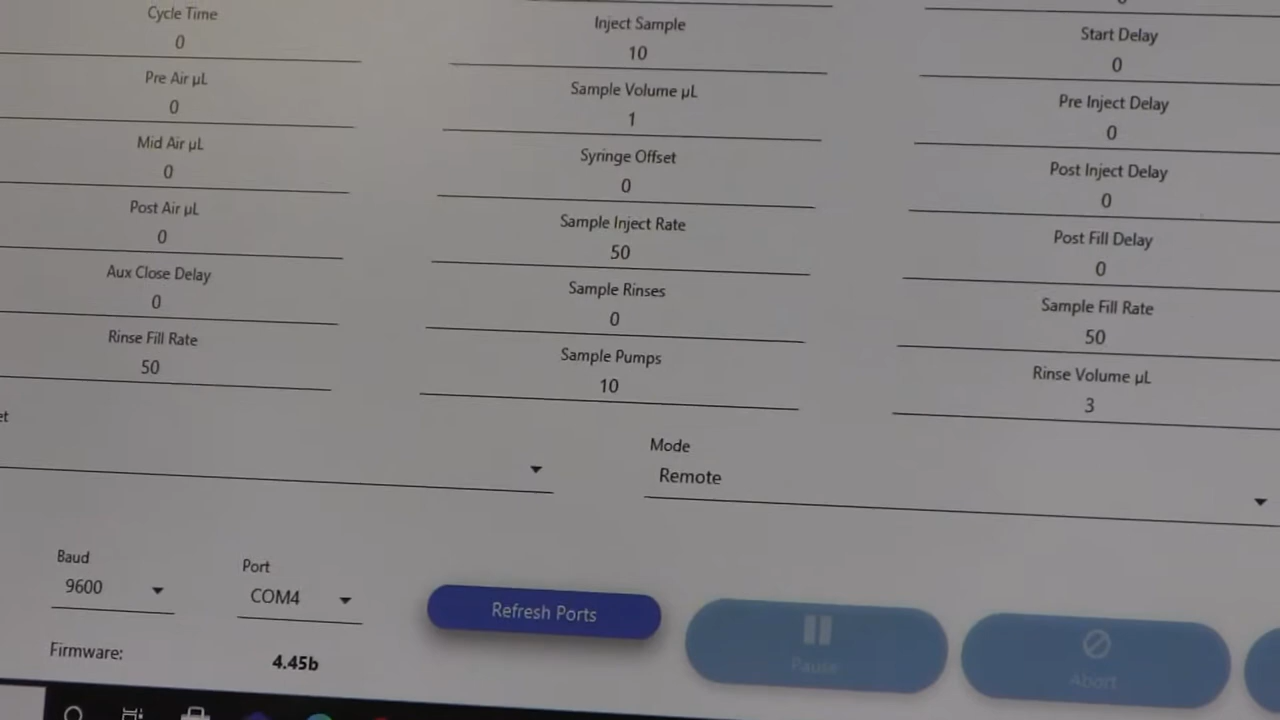 Cycle Time
0
Pre Air µL
0
Mid Air µL
0
Post Air µL
0
Aux Close Delay
0
Rinse Fill Rate
50
Inject Sample
10
Sample Volume µL
1
Syringe Offset
0
Sample Inject Rate
50
Sample Rinses
0
Sample Pumps
10
Start Delay
0
Pre Inject Delay
0
Post Inject Delay
0
Post Fill Delay
0
Sample Fill Rate
50
Rinse Volume µL
3
Mode
Remote
Baud
9600
Port
COM4
Refresh Ports
Pause
Abort
Firmware:
4.45b